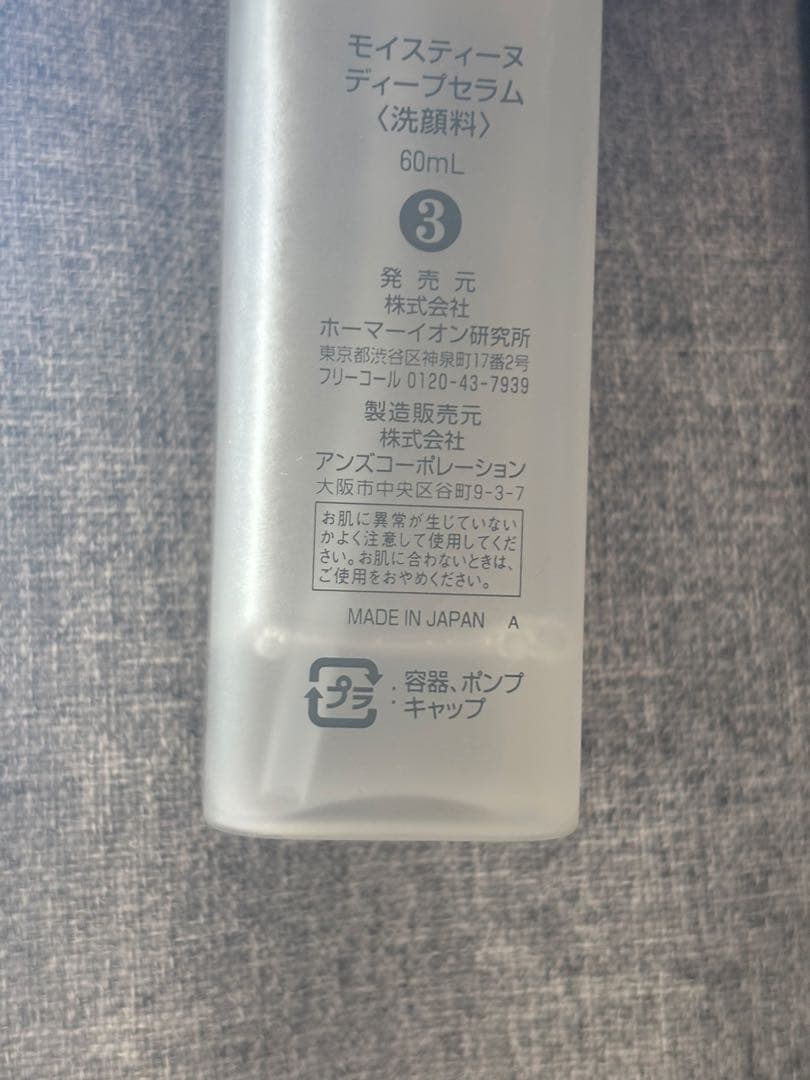 モイスティーヌ
ディープセラム
〈洗顔料〉
60mL
3
発売元
株式会社
ホーマーイオン研究所
東京都渋谷区神泉町17番2号
フリーコール 0120-43-7939
製造販売元
株式会社
アンズコーポレーション
大阪市中央区谷町9-3-7
お肌に異常が生じていない
かよく注意して使用してくだ
さい。お肌に合わないときは、
ご使用をおやめください。
MADE IN JAPAN A
プラ : 容器、ポンプ
キャップ